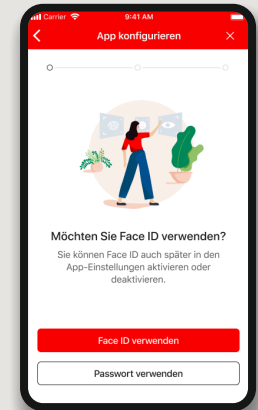 Carrier 9:41 AM
App konfigurieren
Möchten Sie Face ID verwenden?
Sie können Face ID auch später in den
App-Einstellungen aktivieren oder
deaktivieren.
Face ID verwenden
Passwort verwenden